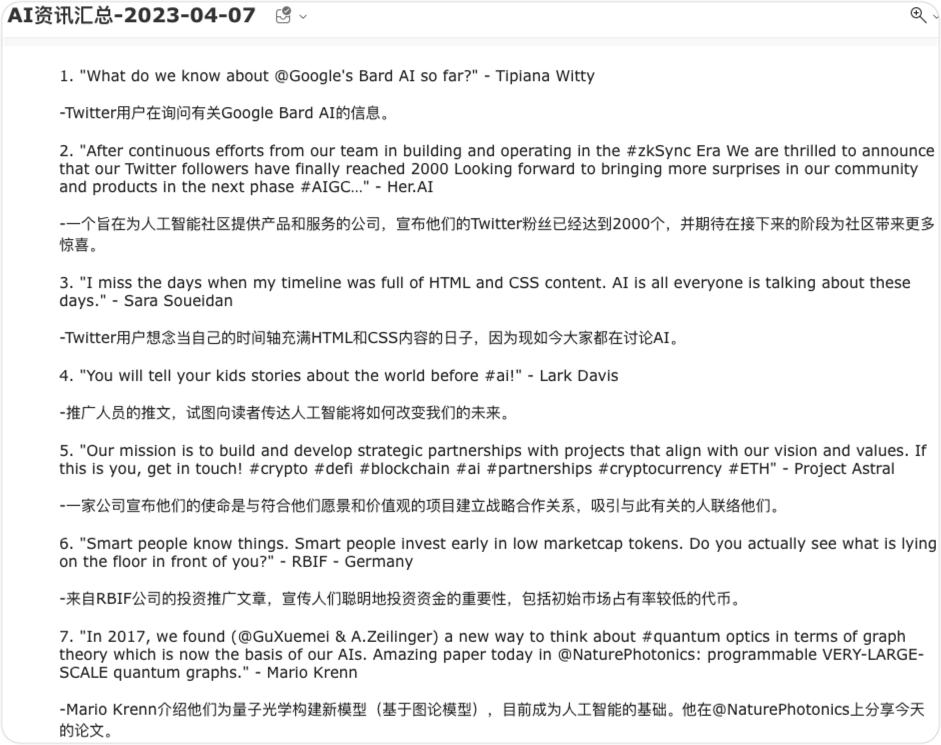 AI资讯汇总-2023-04-07
1. "What do we know about @Google's Bard AI so far?" - Tipiana Witty
-Twitter用户在询问有关Google Bard AI的信息。
2. "After continuous efforts from our team in building and operating in the #zkSync Era We are thrilled to announce
that our Twitter followers have finally reached 2000 Looking forward to bringing more surprises in our community
and products in the next phase #AIGC…" - Her.AI
-一个旨在为人工智能社区提供产品和服务的公司，宣布他们的Twitter粉丝已经达到2000个，并期待在接下来的阶段为社区带来更多
惊喜。
3. "I miss the days when my timeline was full of HTML and CSS content. AI is all everyone is talking about these
days." - Sara Soueidan
-Twitter用户想念当自己的时间轴充满HTML和CSS内容的日子，因为现如今大家都在讨论AI。
4. "You will tell your kids stories about the world before #ai!" - Lark Davis
-推广人员的推文，试图向读者传达人工智能将如何改变我们的未来。
5. "Our mission is to build and develop strategic partnerships with projects that align with our vision and values. If
this is you, get in touch! #crypto #defi #blockchain #ai #partnerships #cryptocurrency #ETH" - Project Astral
-一家公司宣布他们的使命是与符合他们愿景和价值观的项目建立战略合作关系，吸引与此有关的人联络他们。
6. "Smart people know things. Smart people invest early in low marketcap tokens. Do you actually see what is lying
on the floor in front of you?" - RBIF - Germany
-来自RBIF公司的投资推广文章，宣传人们聪明地投资资金的重要性，包括初始市场占有率较低的代币。
7. "In 2017, we found (@GuXuemei & A.Zeilinger) a new way to think about #quantum optics in terms of graph
theory which is now the basis of our AIs. Amazing paper today in @NaturePhotonics: programmable VERY-LARGE-
SCALE quantum graphs." - Mario Krenn
-Mario Krenn介绍他们为量子光学构建新模型（基于图论模型），目前成为人工智能的基础。他在@NaturePhotonics上分享今天
的论文。